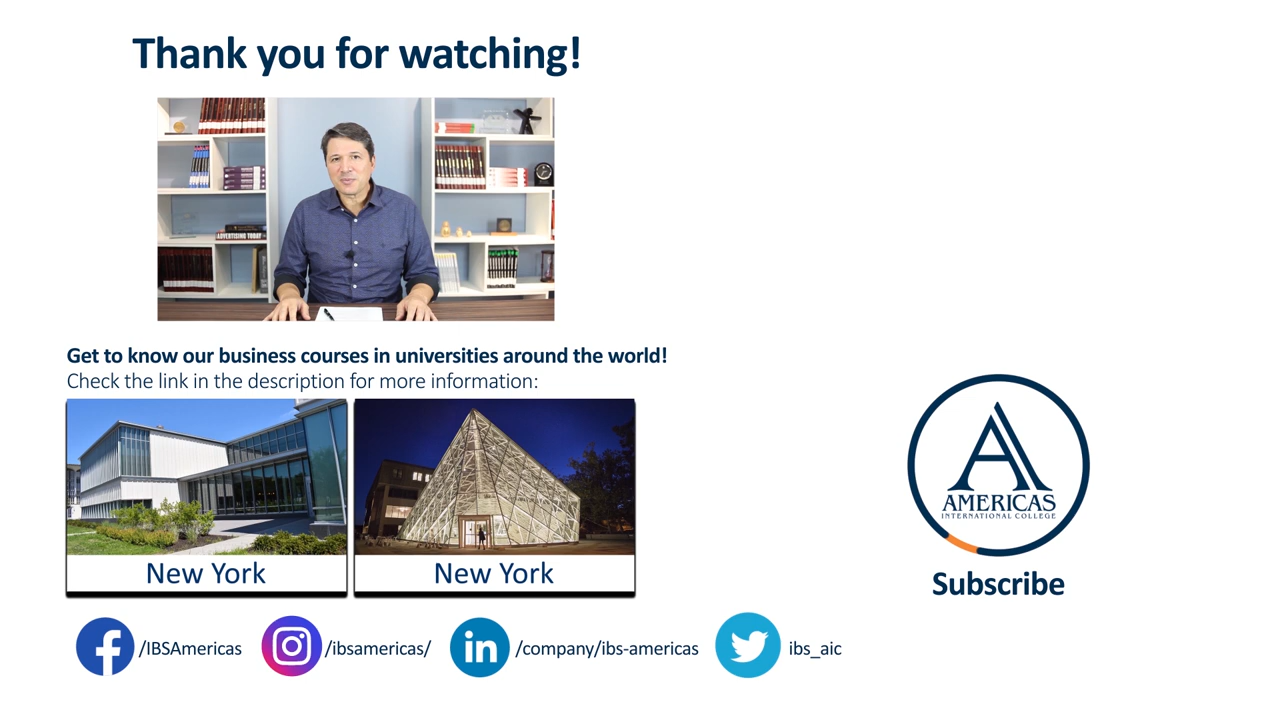 Thank you for watching!
ADVERTISING TODAY
Get to know our business courses in universities around the world!
Check the link in the description for more information:
New York
New York
A
AMERICAS
INTERNATIONAL COLLEGE
Subscribe
/IBSAmericas
/ibsamericas/
in
/company/ibs-americas
ibs_aic